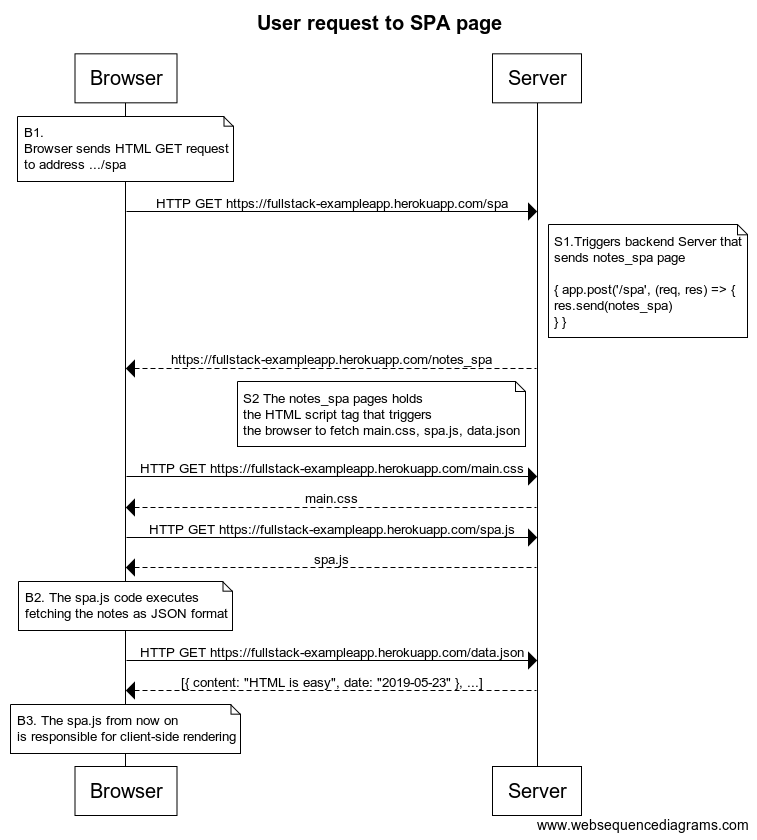 User request to SPA page
Browser
Server
B1.
Browser sends HTML GET request
to address .../spa
HTTP GET https://fullstack-exampleapp.herokuapp.com/spa
S1.Triggers backend Server that
sends notes_spa page
{ app.post('/spa', (req, res) => {
res.send(notes_spa)
} }
https://fullstack-exampleapp.herokuapp.com/notes_spa
S2 The notes_spa pages holds
the HTML script tag that triggers
the browser to fetch main.css, spa.js, data.json
HTTP GET https://fullstack-exampleapp.herokuapp.com/main.css
main.css
HTTP GET https://fullstack-exampleapp.herokuapp.com/spa.js
spa.js
B2. The spa.js code executes
fetching the notes as JSON format
HTTP GET https://fullstack-exampleapp.herokuapp.com/data.json
[{ content: "HTML is easy", date: "2019-05-23" }, ...]
B3. The spa.js from now on
is responsible for client-side rendering
Browser
Server
www.websequencediagrams.com